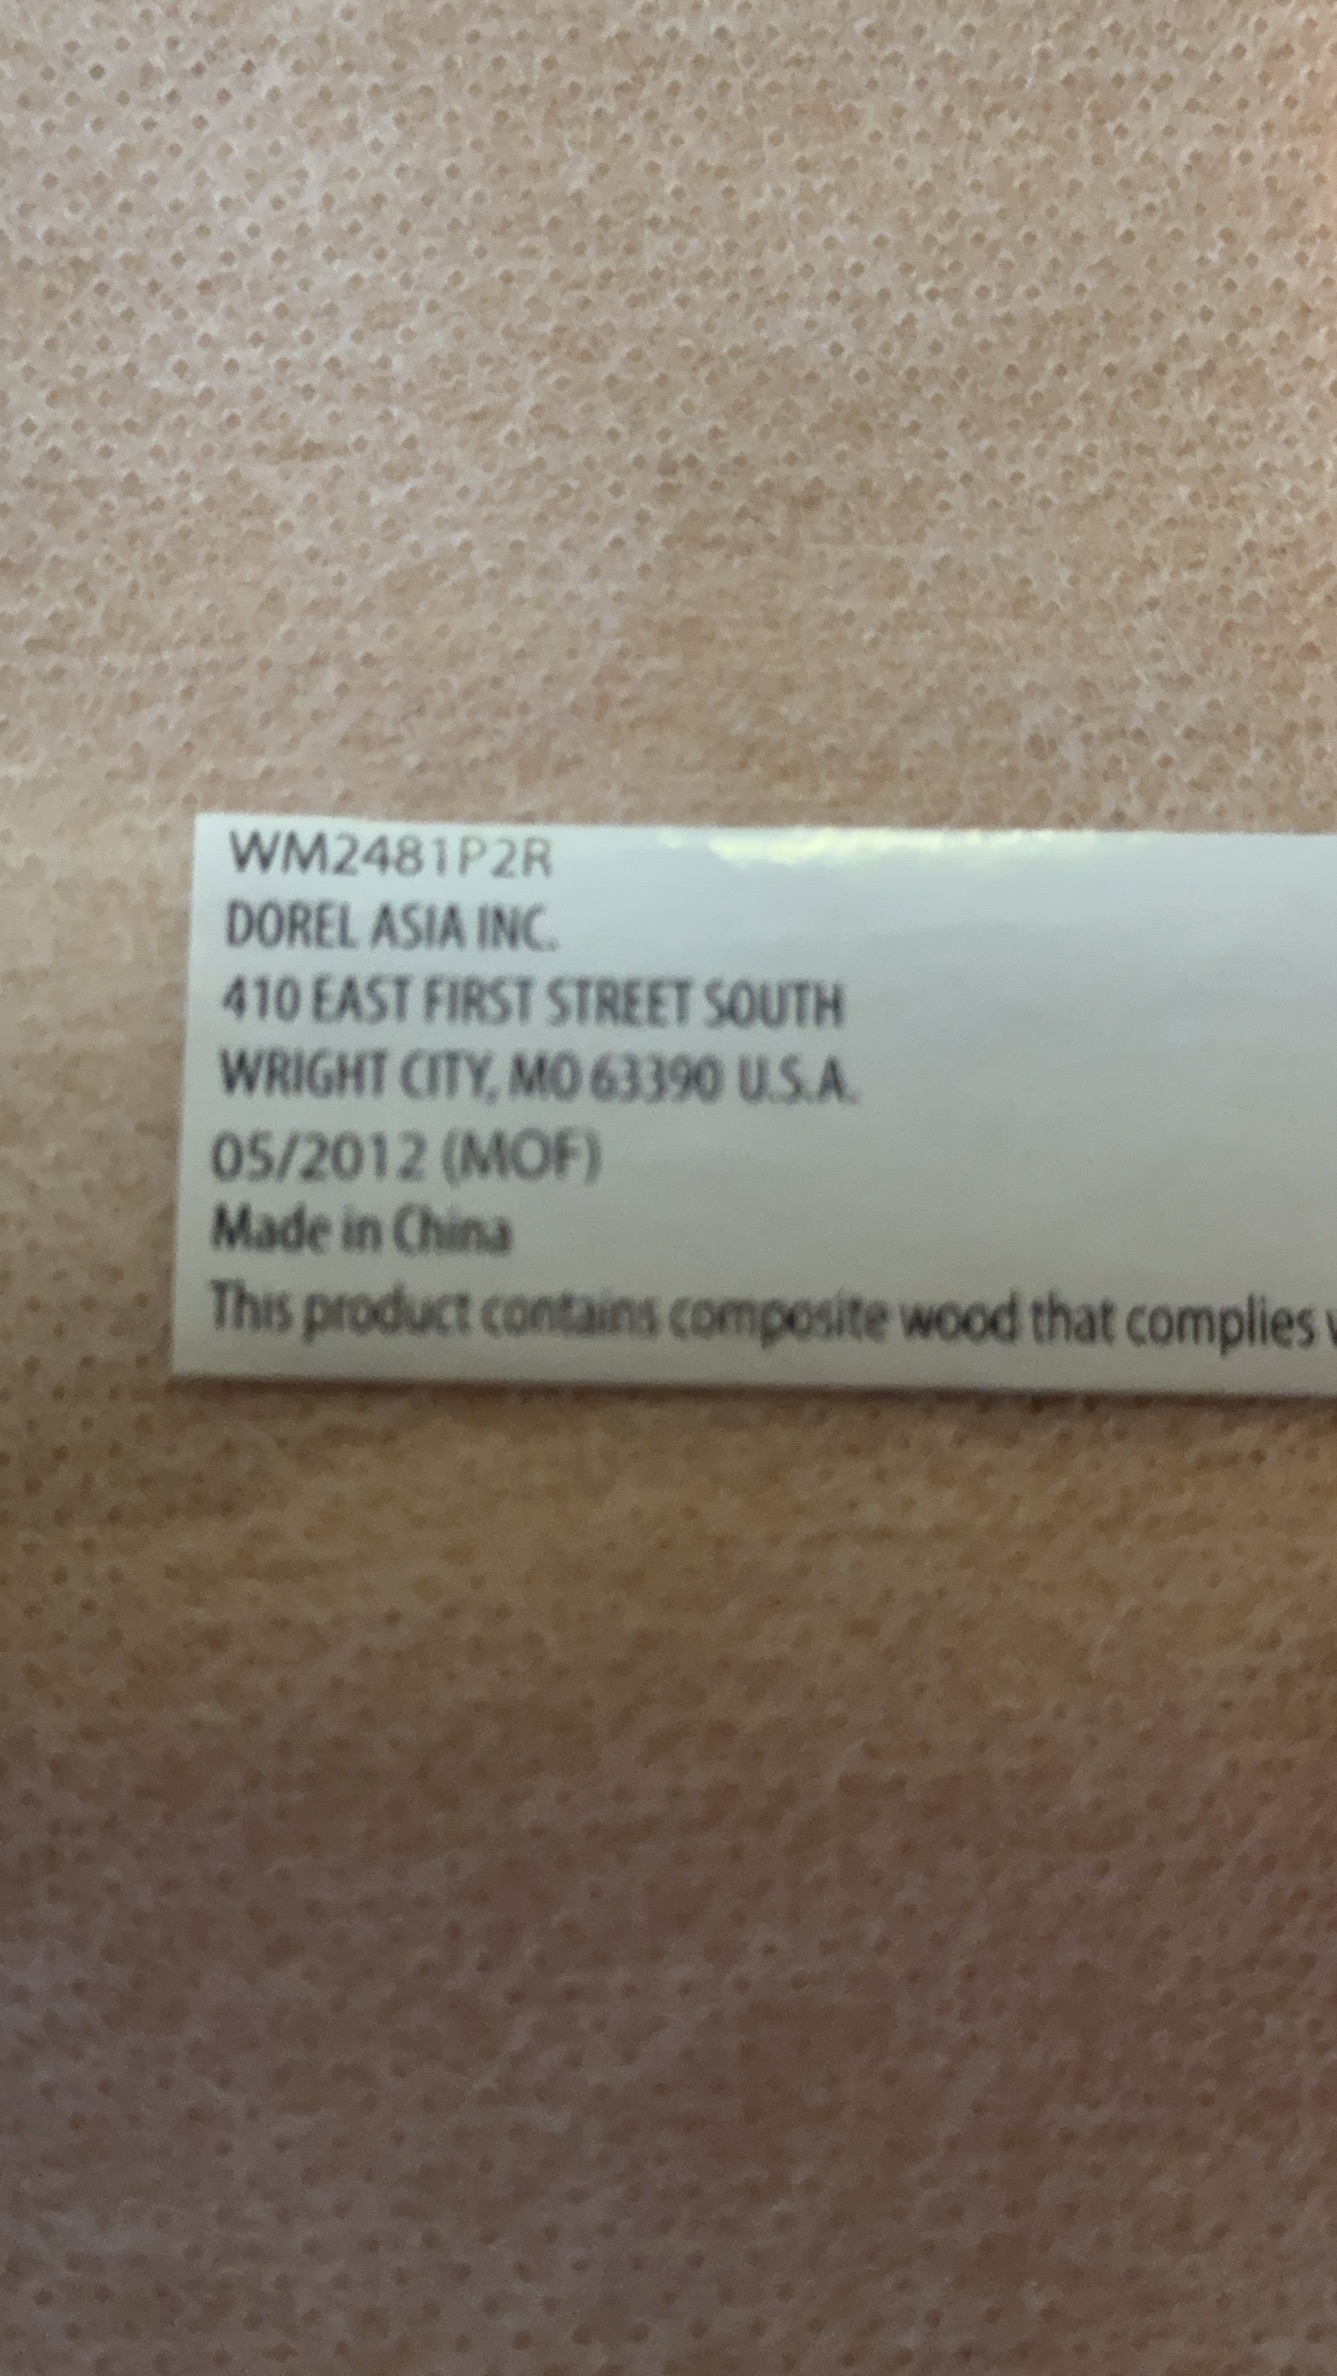 WM2481P2R
DOREL ASIA INC.
410 EAST FIRST STREET SOUTH
WRIGHT CITY, MO 63390 U.S.A.
05/2012 (MOF)
Made in China
This product contains composite wood that complies